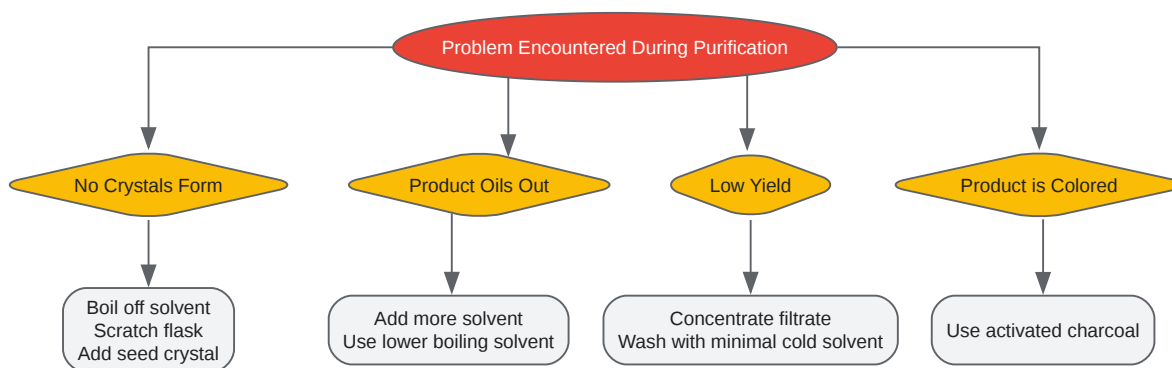 Problem Encountered During Purification
No Crystals Form
Product Oils Out
Low Yield
Product is Colored
Boil off solvent
Scratch flask
Add seed crystal
Add more solvent
Use lower boiling solvent
Concentrate filtrate
Wash with minimal cold solvent
Use activated charcoal